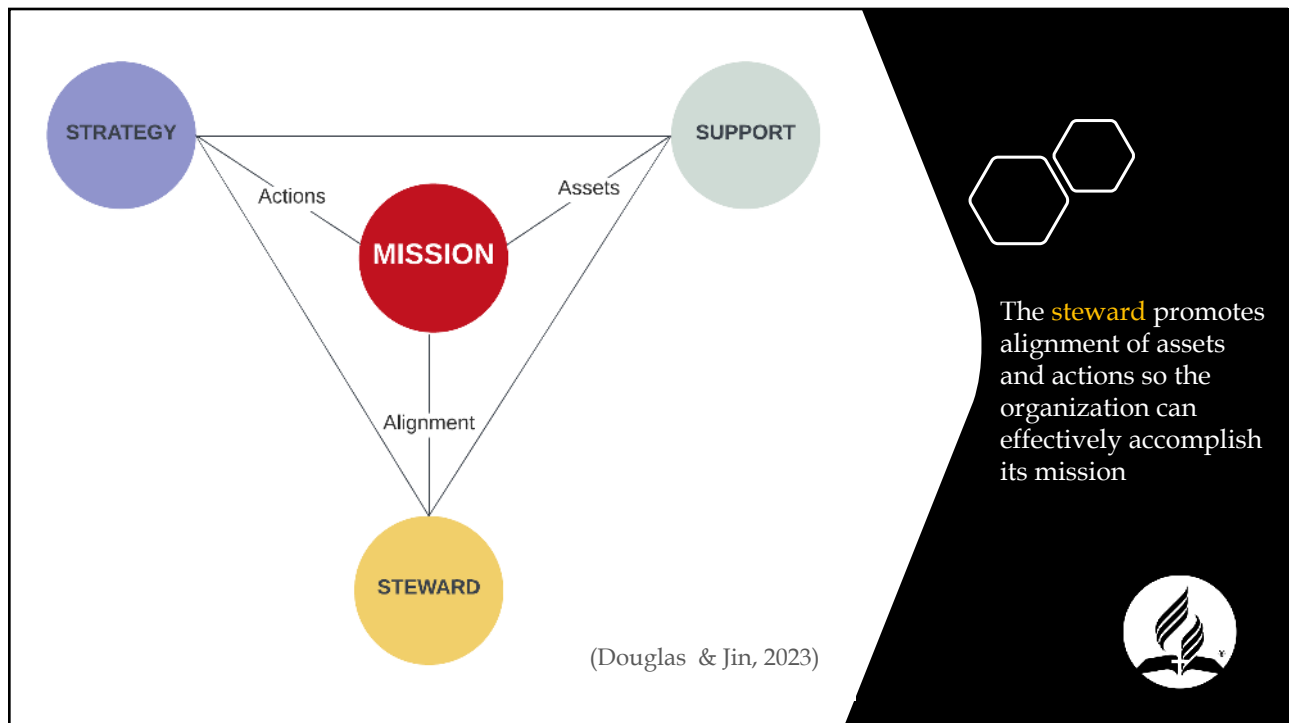 STRATEGY
SUPPORT
Actions
Assets
MISSION
Alignment
STEWARD
(Douglas & Jin, 2023)
The steward promotes
alignment of assets
and actions so the
organization can
effectively accomplish
its mission